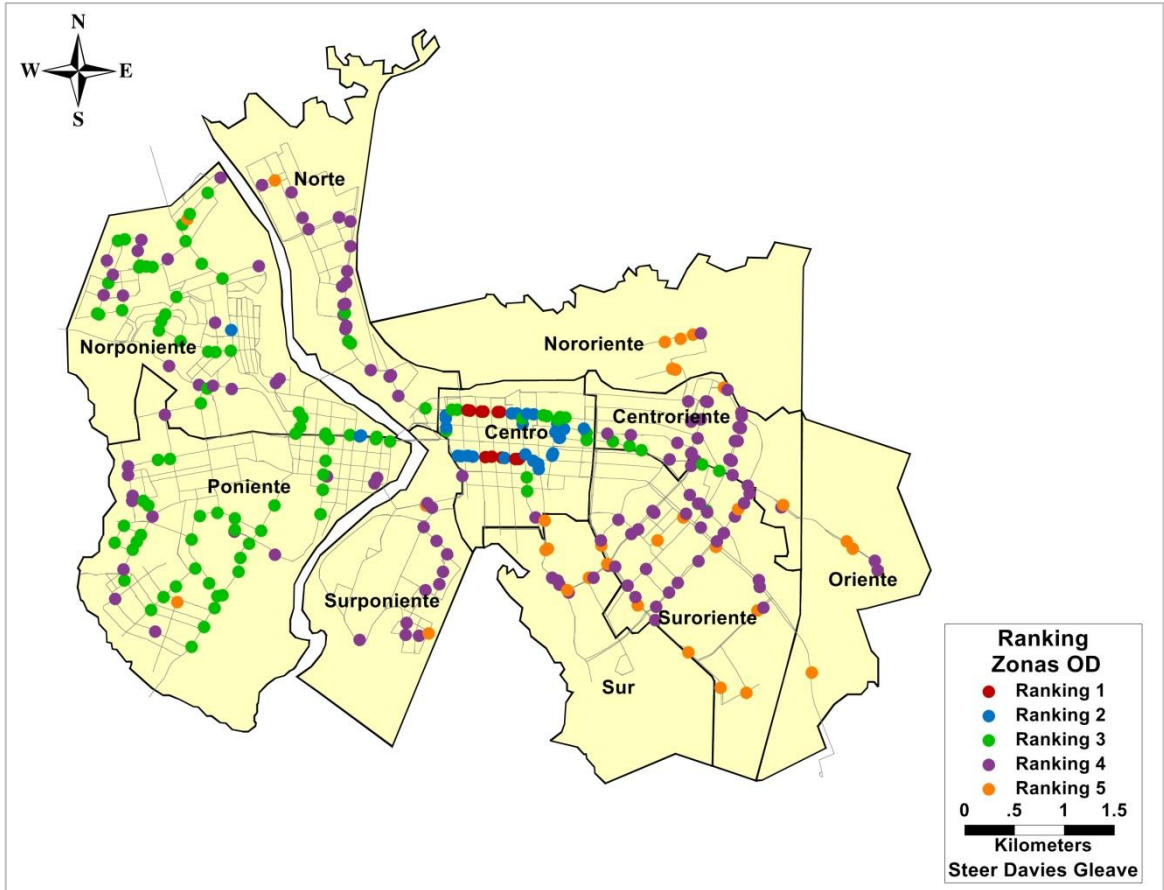 N
W E
S
Norte
Nororiente
Norponiente
Centroriente
Centro
Poniente
Oriente
Surponiente
Suroriente
Sur
Ranking
Zonas OD
Ranking 1
Ranking 2
Ranking 3
Ranking 4
Ranking 5
0 .5 1 1.5
Kilometers
Steer Davies Gleave